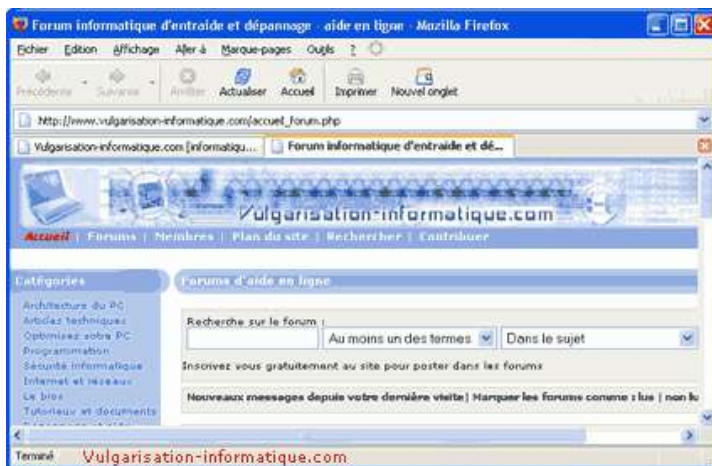 Forum informatique d'entraide et dépannage - aide en ligne - Mozilla Firefox
Fichier Edition Affichage Aller à Marque-pages Outils ?
Précédente Suivante Arrêter Actualiser Accueil Imprimer Nouvel onglet
http://www.vulgarisation-informatique.com/accueil_forum.php
Vulgarisation-informatique.com [informatiqu... Forum informatique d'entraide et dé...
Vulgarisation-informatique.com
Accueil | Forums | Membres | Plan du site | Rechercher | Contribuer
Catégories
Forums d'aide en ligne
Architecture du PC
Articles techniques
Optimisez votre PC
Programmation
Sécurité informatique
Internet et réseaux
Le bios
Tutoriaux et documents
Recherche sur le forum :
Au moins un des termes Dans le sujet
Inscrivez vous gratuitement au site pour poster dans les forums
Nouveaux messages depuis votre dernière visite| Marquer les forums comme : lus | non lu
Terminé Vulgarisation-informatique.com